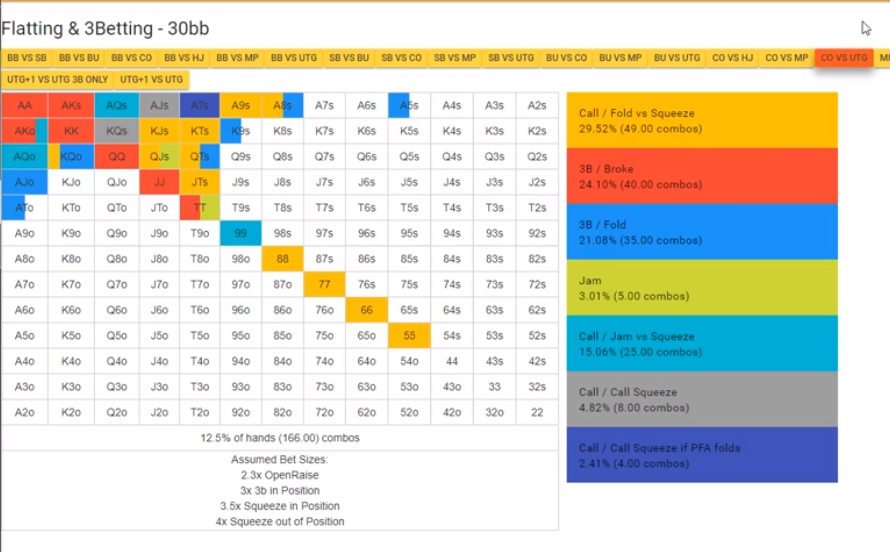 Flatting & 3Betting - 30bb
BB VS SB BB VS BU BB VS CO BB VS HJ BB VS MP BB VS UTG SB VS BU SB VS CO SB VS MP SB VS UTG BU VS CO BU VS MP BU VS UTG CO VS HJ CO VS MP CO VS UTG
UTG+1 VS UTG 3B ONLY UTG+1 VS UTG
AA AKs AQs AJs ATs A9s A8s A7s A6s A5s A4s A3s A2s
AKo KK KQs KJs KTs K9s K8s K7s K6s K5s K4s K3s K2s
AQo KQo QQ QJs QTs Q9s Q8s Q7s Q6s Q5s Q4s Q3s Q2s
AJo KJo QJo JJ JTs J9s J8s J7s J6s J5s J4s J3s J2s
ATo KTo QTo JTo TT T9s T8s T7s T6s T5s T4s T3s T2s
A9o K9o Q9o J9o T9o 99 98s 97s 96s 95s 94s 93s 92s
A8o K8o Q8o J8o T8o 98o 88 87s 86s 85s 84s 83s 82s
A7o K7o Q7o J7o T7o 97o 87o 77 76s 75s 74s 73s 72s
A6o K6o Q6o J6o T6o 96o 86o 76o 66 65s 64s 63s 62s
A5o K5o Q5o J5o T5o 95o 85o 75o 65o 55 54s 53s 52s
A4o K4o Q4o J4o T4o 94o 84o 74o 64o 54o 44 43s 42s
A3o K3o Q3o J3o T3o 93o 83o 73o 63o 53o 43o 33 32s
A2o K2o Q2o J2o T2o 92o 82o 72o 62o 52o 42o 32o 22
12.5% of hands (166.00) combos
Assumed Bet Sizes:
2.3x OpenRaise
3x 3b in Position
3.5x Squeeze in Position
4x Squeeze out of Position
Call / Fold vs Squeeze
29.52% (49.00 combos)
3B / Broke
24.10% (40.00 combos)
3B / Fold
21.08% (35.00 combos)
Jam
3.01% (5.00 combos)
Call / Jam vs Squeeze
15.06% (25.00 combos)
Call / Call Squeeze
4.82% (8.00 combos)
Call / Call Squeeze if PFA folds
2.41% (4.00 combos)